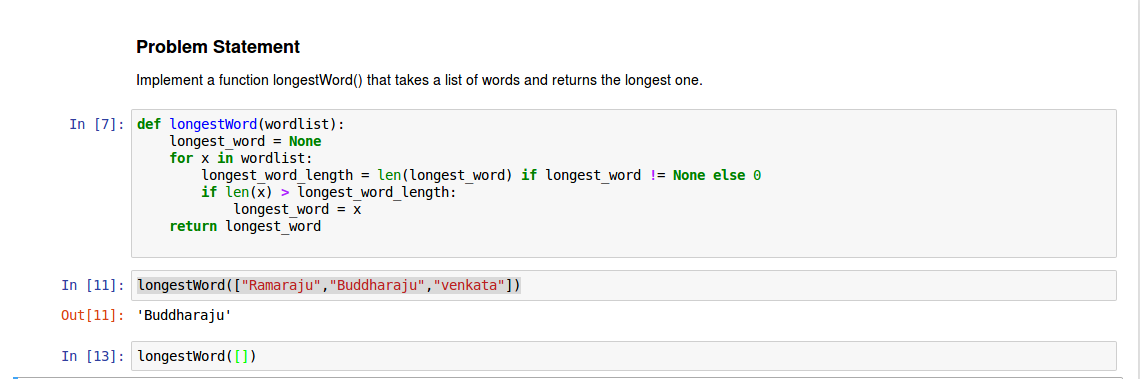 Problem Statement
Implement a function longestWord() that takes a list of words and returns the longest one.
In [7]: def longestWord(wordlist):
    longest_word = None
    for x in wordlist:
        longest_word_length = len(longest_word) if longest_word != None else 0
        if len(x) > longest_word_length:
            longest_word = x
    return longest_word
In [11]: longestWord(["Ramaraju","Buddharaju","venkata"])
Out[11]: 'Buddharaju'
In [13]: longestWord([])